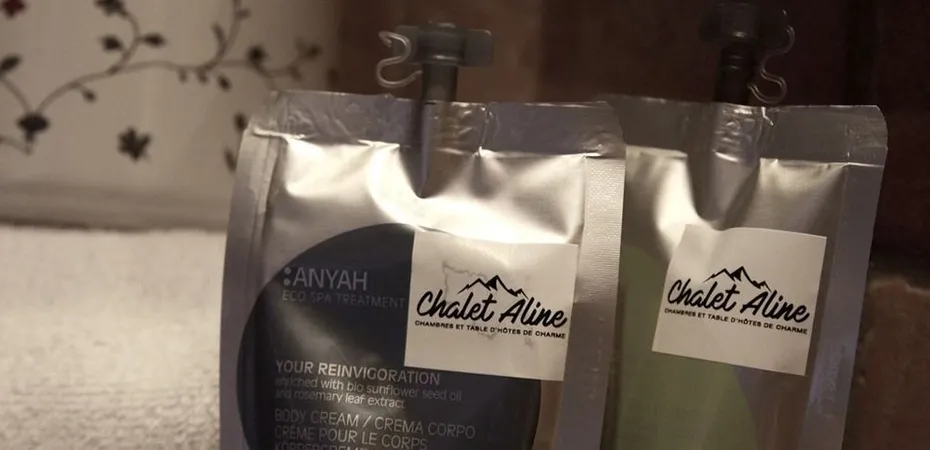 :ANYAH
ECO SPA TREATMENT
Chalet Aline
CHAMBRES ET TABLE D'HÔTES DE CHARME
YOUR REINVIGORATION
enriched with bio sunflower seed oil
and rosemary leaf extract
BODY CREAM / CREMA CORPO
CRÈME POUR LE CORPS
KÖRPERCREME
Chalet Aline
CHAMBRES ET TABLE D'HÔTES DE CHARME